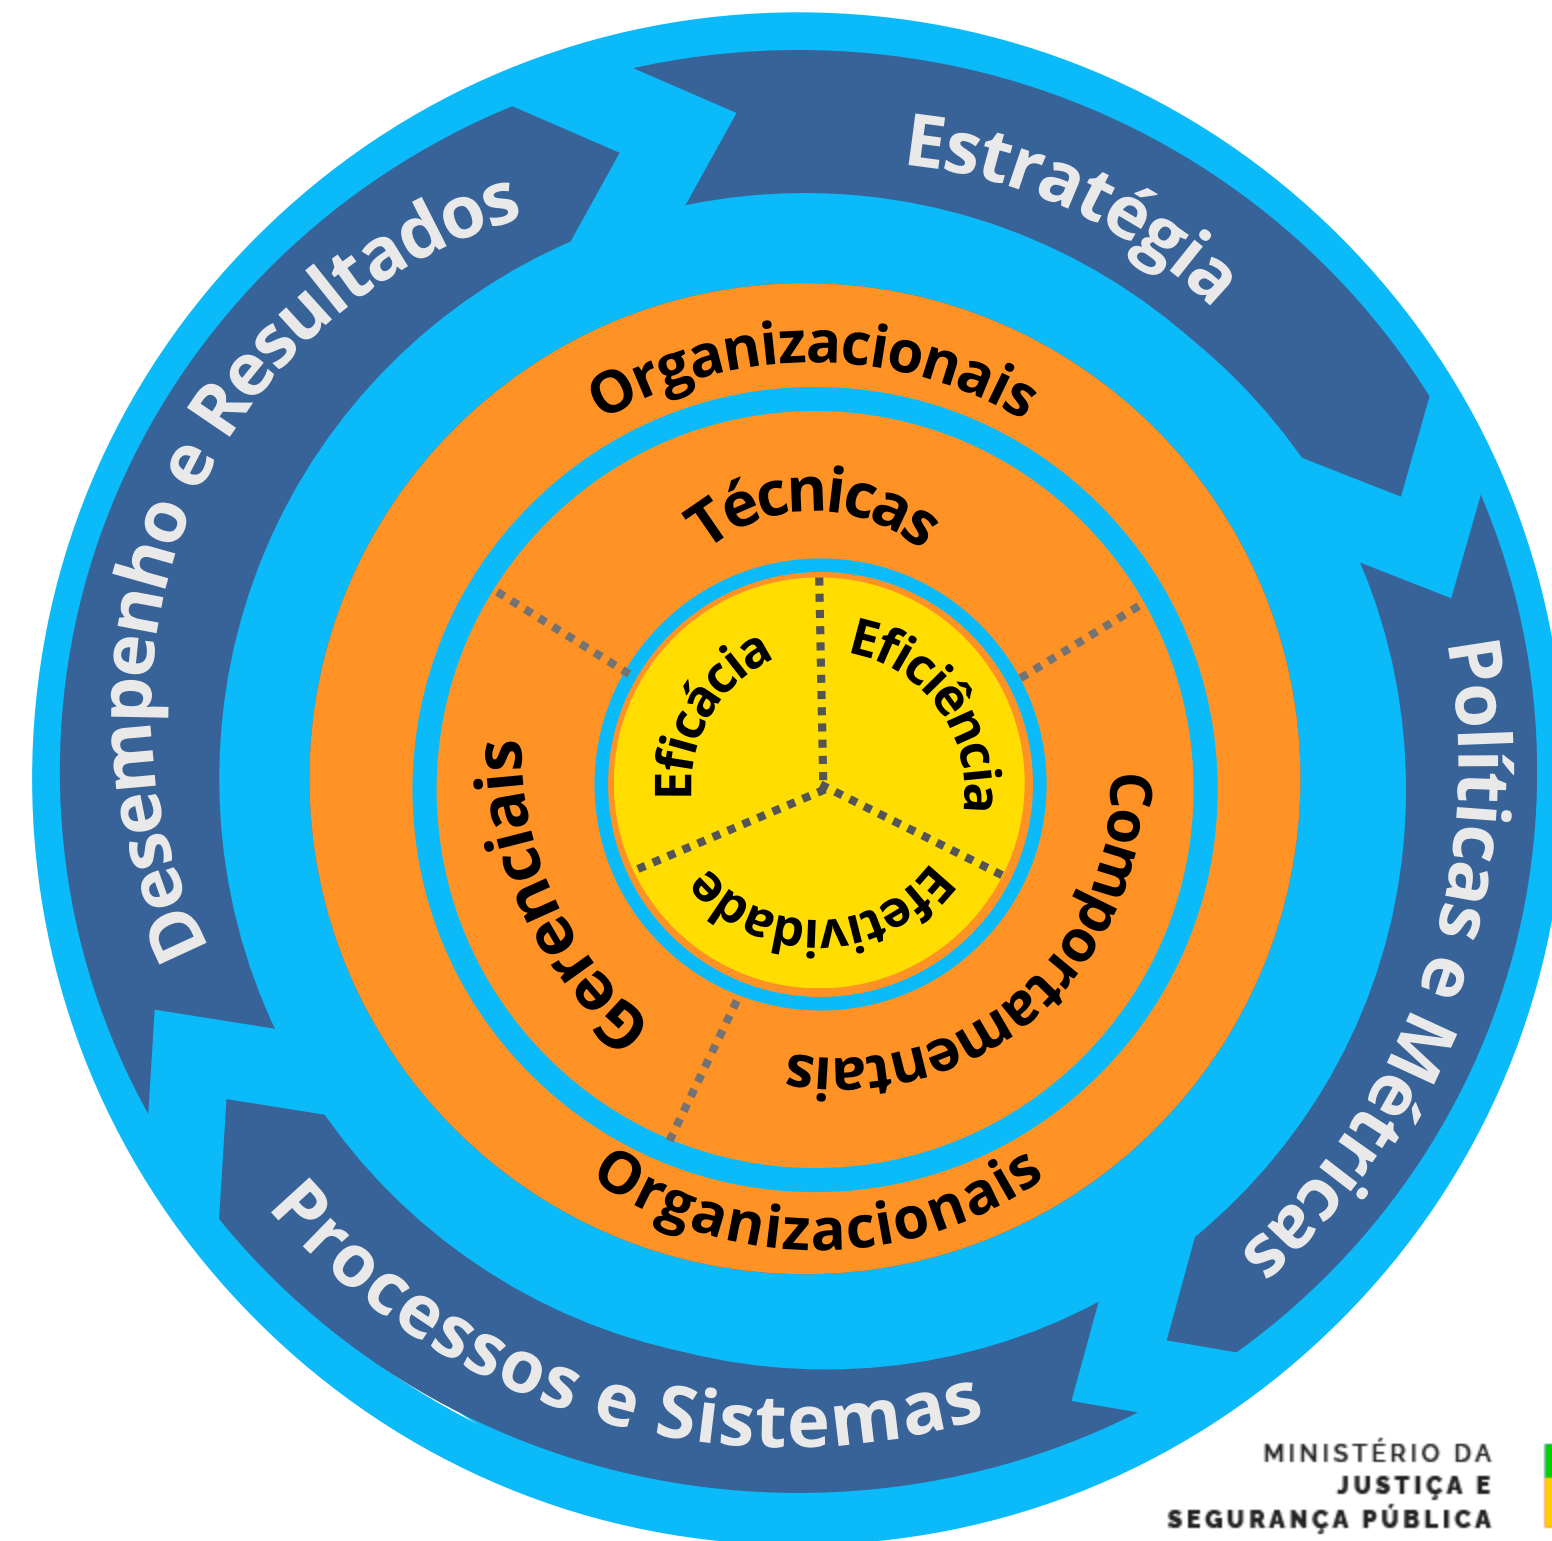 Estratégia
Políticas e Métricas
Processos e Sistemas
Desempenho e Resultados
Organizacionais
Técnicas
Comportamentais
Gerenciais
Organizacionais
Eficácia
Eficiência
Efetividade
MINISTÉRIO DA
JUSTIÇA E
SEGURANÇA PÚBLICA